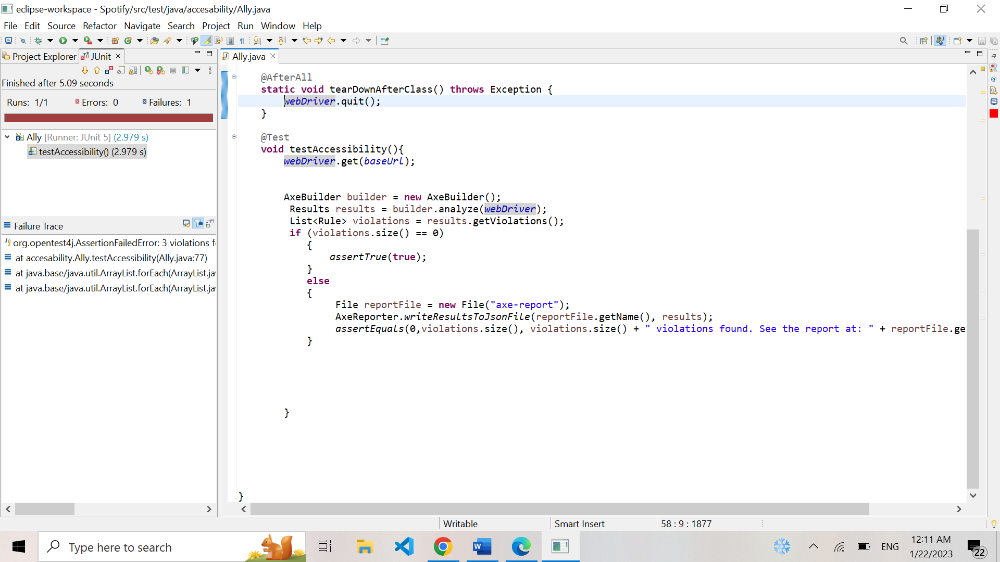 eclipse-workspace - Spotify/src/test/java/accesability/Ally.java
File Edit Source Refactor Navigate Search Project Run Window Help
Project Explorer JUnit
Finished after 5.09 seconds
Runs: 1/1 Errors: 0 Failures: 1
Ally [Runner: JUnit 5] (2.979 s)
testAccessibility() (2.979 s)
Failure Trace
org.opentest4j.AssertionFailedError: 3 violations f
at accesability.Ally.testAccessibility(Ally.java:77)
at java.base/java.util.ArrayList.forEach(ArrayList.ja
at java.base/java.util.ArrayList.forEach(ArrayList.ja
Ally.java
@AfterAll
static void tearDownAfterClass() throws Exception {
webDriver.quit();
}
@Test
void testAccessibility(){
webDriver.get(baseUrl);
AxeBuilder builder = new AxeBuilder();
Results results = builder.analyze(webDriver);
List<Rule> violations = results.getViolations();
if (violations.size() == 0)
{
assertTrue(true);
}
else
{
File reportFile = new File("axe-report");
AxeReporter.writeResultsToJsonFile(reportFile.getName(), results);
assertEquals(0,violations.size(), violations.size() + " violations found. See the report at: " + reportFile.ge
}
}
}
Writable Smart Insert 58 : 9 : 1877
Type here to search
ENG
12:11 AM
1/22/2023
22